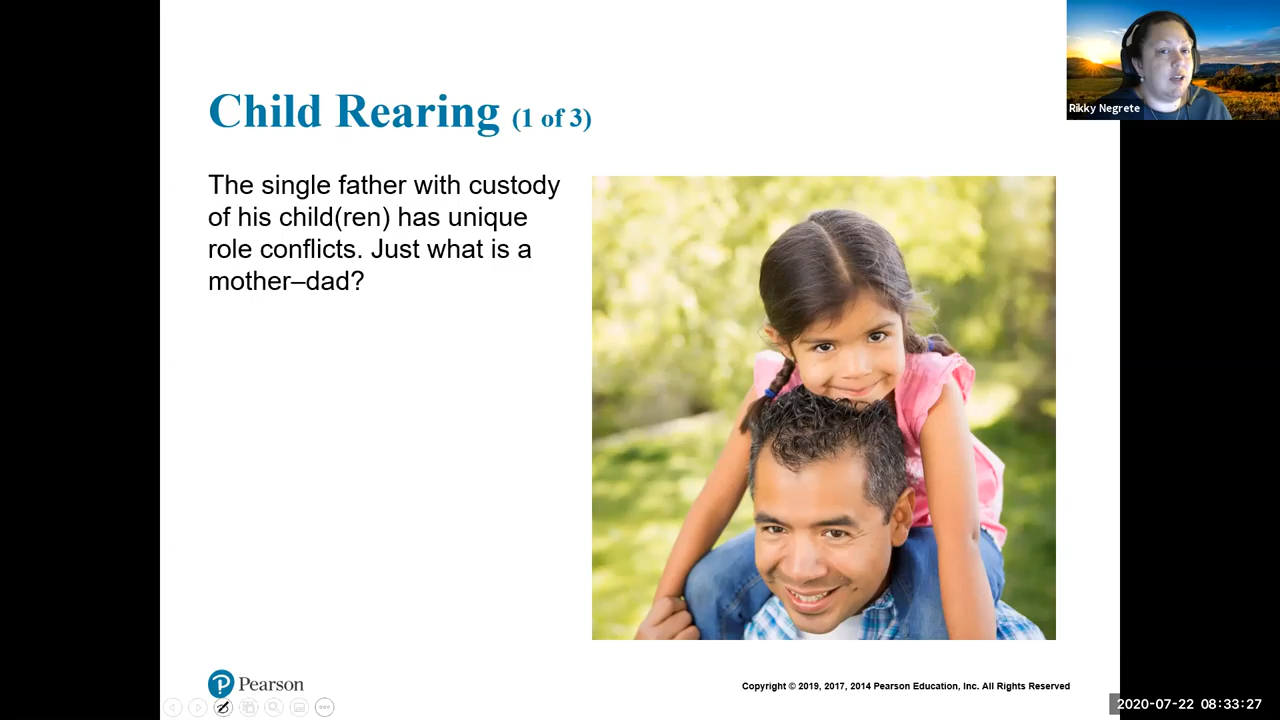 Child Rearing (1 of 3)
Rikky Negrete
The single father with custody
of his child(ren) has unique
role conflicts. Just what is a
mother–dad?
Pearson
Copyright © 2019, 2017, 2014 Pearson Education, Inc. All Rights Reserved
2020-07-22 08:33:27